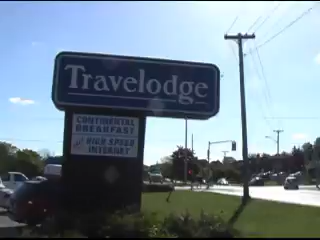 Travelodge
CONTINENTAL
BREAKFAST
HIGH SPEED
INTERNET